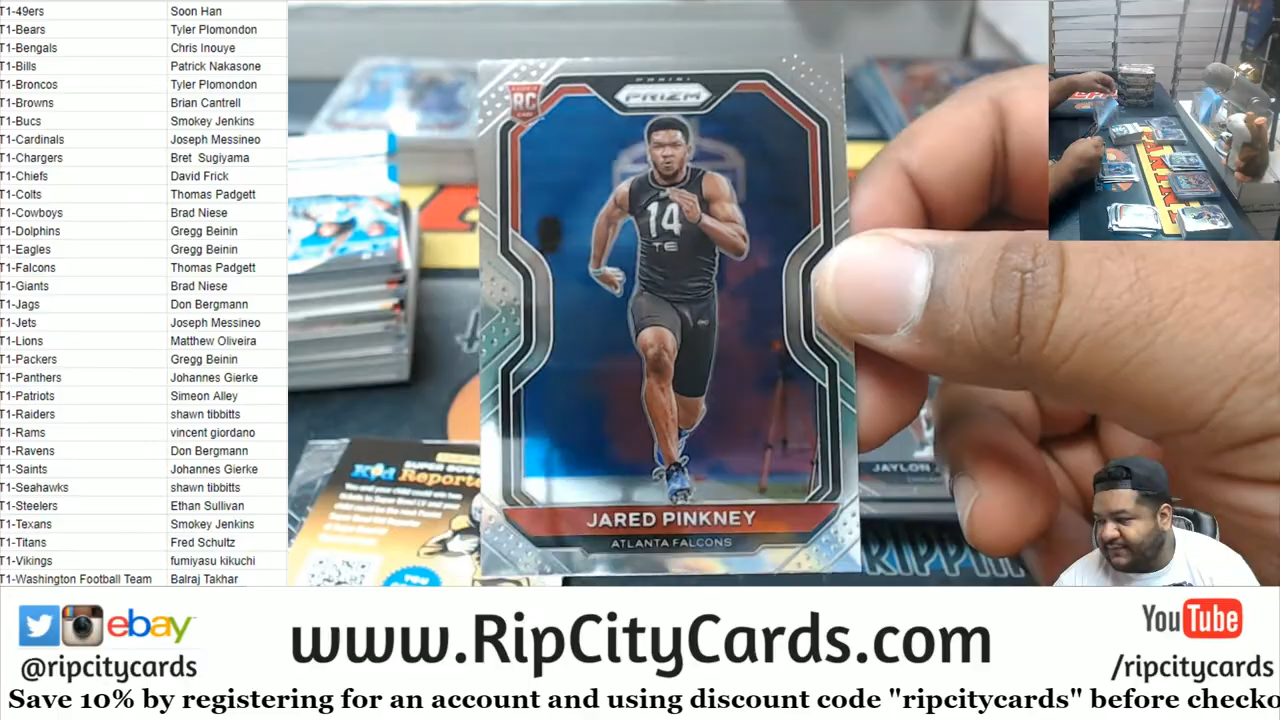 T1-49ers Soon Han
T1-Bears Tyler Plomondon
T1-Bengals Chris Inouye
T1-Bills Patrick Nakasone
T1-Broncos Tyler Plomondon
T1-Browns Brian Cantrell
T1-Bucs Smokey Jenkins
T1-Cardinals Joseph Messineo
T1-Chargers Bret Sugiyama
T1-Chiefs David Frick
T1-Colts Thomas Padgett
T1-Cowboys Brad Niese
T1-Dolphins Gregg Beinin
T1-Eagles Gregg Beinin
T1-Falcons Thomas Padgett
T1-Giants Brad Niese
T1-Jags Don Bergmann
T1-Jets Joseph Messineo
T1-Lions Matthew Oliveira
T1-Packers Gregg Beinin
T1-Panthers Johannes Gierke
T1-Patriots Simeon Alley
T1-Raiders shawn tibbitts
T1-Rams vincent giordano
T1-Ravens Don Bergmann
T1-Saints Johannes Gierke
T1-Seahawks shawn tibbitts
T1-Steelers Ethan Sullivan
T1-Texans Smokey Jenkins
T1-Titans Fred Schultz
T1-Vikings fumiyasu kikuchi
T1-Washington Football Team Balraj Takhar
PANINI
PRIZM
RC
14
TE
JARED PINKNEY
ATLANTA FALCONS
SUPER BOWL
Kid Reporte
JAYLON
RIPPIN
ebay
@ripcitycards
www.RipCityCards.com
YouTube
/ripcitycards
Save 10% by registering for an account and using discount code "ripcitycards" before checko